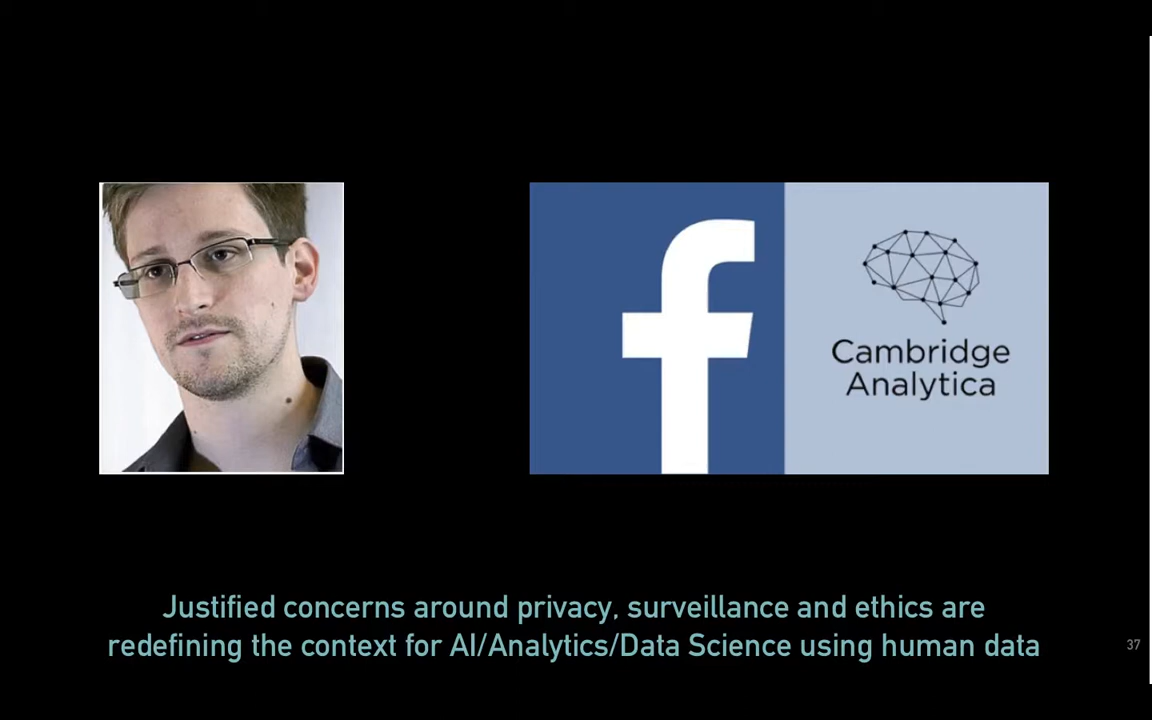 f
Cambridge
Analytica
Justified concerns around privacy, surveillance and ethics are
redefining the context for AI/Analytics/Data Science using human data
37